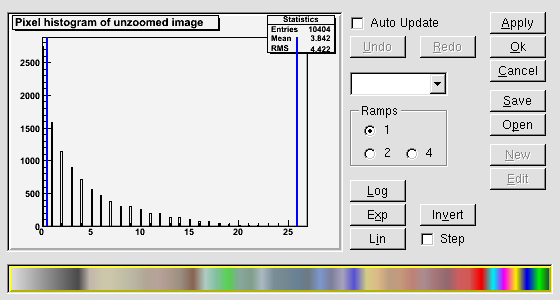 Pixel histogram of unzoomed image
Statistics
Entries 10404
Mean 3.842
RMS 4.422
2500
2000
1500
1000
500
0
0 5 10 15 20 25
Auto Update
Undo Redo
Ramps
1
2 4
Log
Exp Invert
Lin Step
Apply
Ok
Cancel
Save
Open
New
Edit